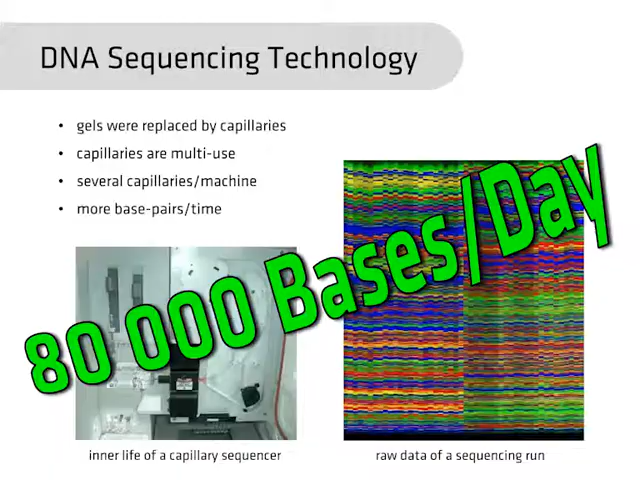 DNA Sequencing Technology
• gels were replaced by capillaries
• capillaries are multi-use
• several capillaries/machine
• more base-pairs/time
80 000 Bases/Day
inner life of a capillary sequencer
raw data of a sequencing run